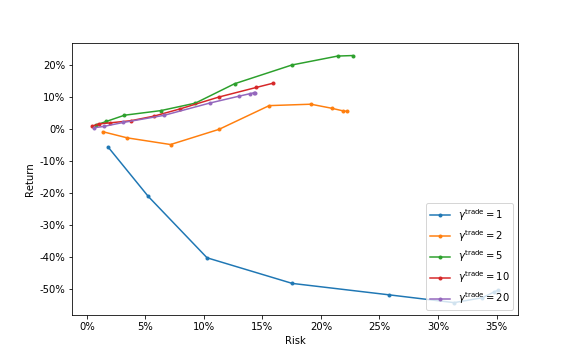 20%
10%
0%
-10%
-20%
-30%
-40%
-50%
Return
0%
5%
10%
15%
20%
25%
30%
35%
Risk
γ^trade = 1
γ^trade = 2
γ^trade = 5
γ^trade = 10
γ^trade = 20